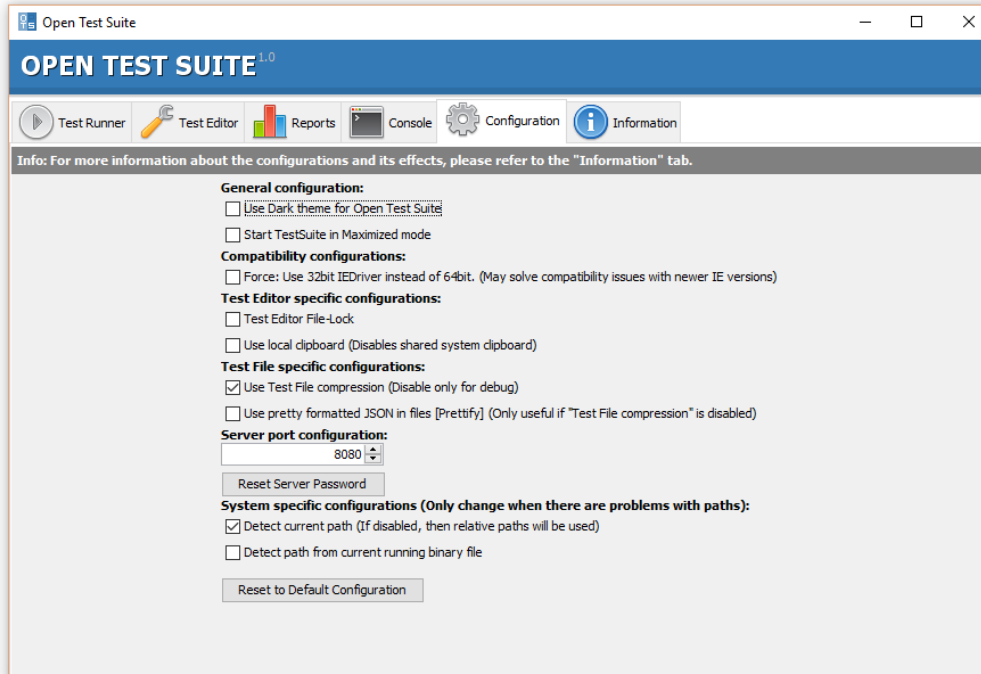 Open Test Suite
OPEN TEST SUITE 1.0
Test Runner Test Editor Reports Console Configuration Information
Info: For more information about the configurations and its effects, please refer to the "Information" tab.
General configuration:
Use Dark theme for Open Test Suite
Start TestSuite in Maximized mode
Compatibility configurations:
Force: Use 32bit IEDriver instead of 64bit. (May solve compatibility issues with newer IE versions)
Test Editor specific configurations:
Test Editor File-Lock
Use local clipboard (Disables shared system clipboard)
Test File specific configurations:
Use Test File compression (Disable only for debug)
Use pretty formatted JSON in files [Prettify] (Only useful if "Test File compression" is disabled)
Server port configuration:
8080
Reset Server Password
System specific configurations (Only change when there are problems with paths):
Detect current path (If disabled, then relative paths will be used)
Detect path from current running binary file
Reset to Default Configuration